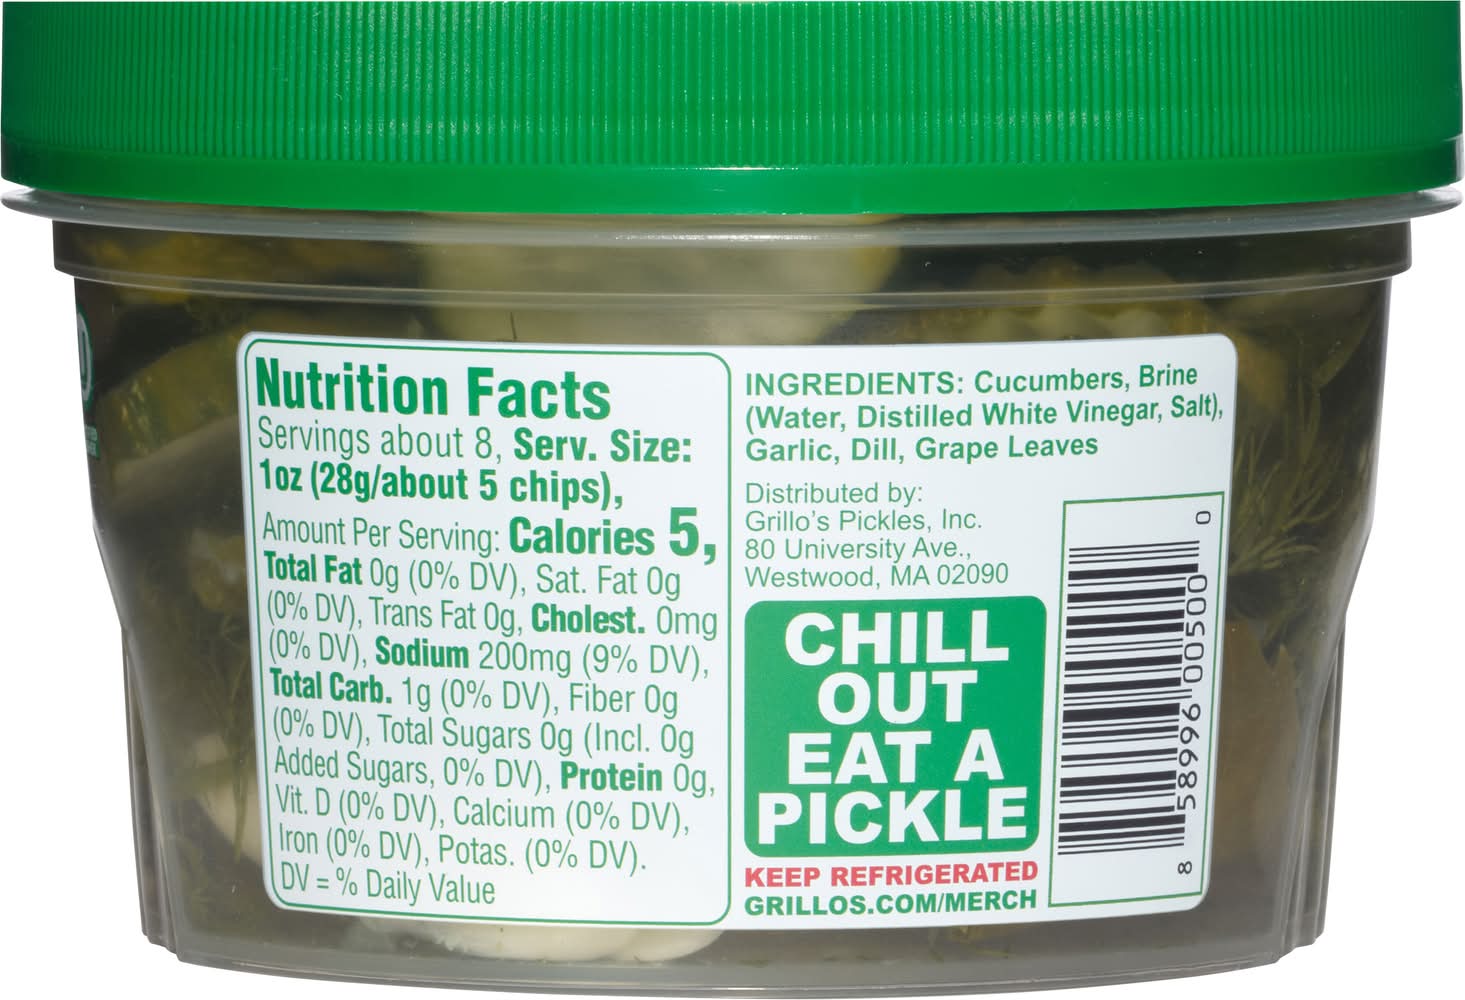 Nutrition Facts
Servings about 8, Serv. Size:
1oz (28g/about 5 chips),
Amount Per Serving: Calories 5,
Total Fat 0g (0% DV), Sat. Fat 0g
(0% DV), Trans Fat 0g, Cholest. 0mg
(0% DV), Sodium 200mg (9% DV),
Total Carb. 1g (0% DV), Fiber 0g
(0% DV), Total Sugars 0g (Incl. 0g
Added Sugars, 0% DV), Protein 0g,
Vit. D (0% DV), Calcium (0% DV),
Iron (0% DV), Potas. (0% DV).
DV = % Daily Value
INGREDIENTS: Cucumbers, Brine
(Water, Distilled White Vinegar, Salt),
Garlic, Dill, Grape Leaves
Distributed by:
Grillo's Pickles, Inc.
80 University Ave.,
Westwood, MA 02090
CHILL
OUT
EAT A
PICKLE
KEEP REFRIGERATED
GRILLOS.COM/MERCH
8 58996 00500 0